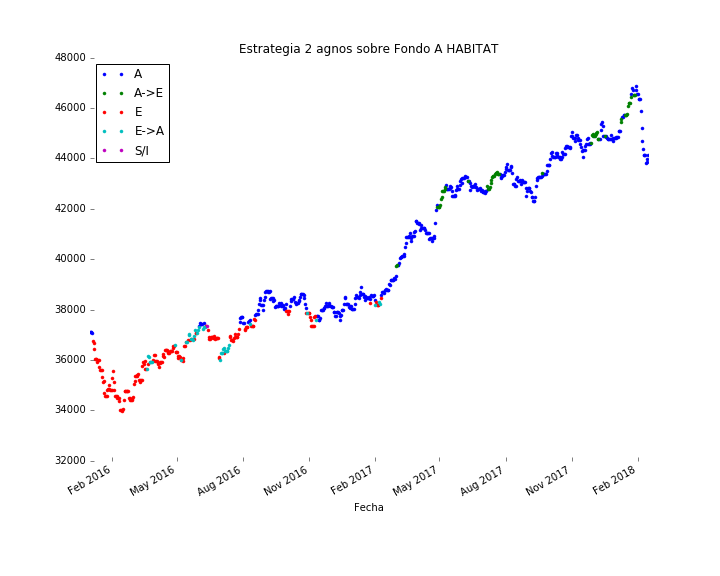 Estrategia 2 agnos sobre Fondo A HABITAT
A
A->E
E
E->A
S/I
48000
46000
44000
42000
40000
38000
36000
34000
32000
Feb 2016
May 2016
Aug 2016
Nov 2016
Feb 2017
May 2017
Aug 2017
Nov 2017
Feb 2018
Fecha